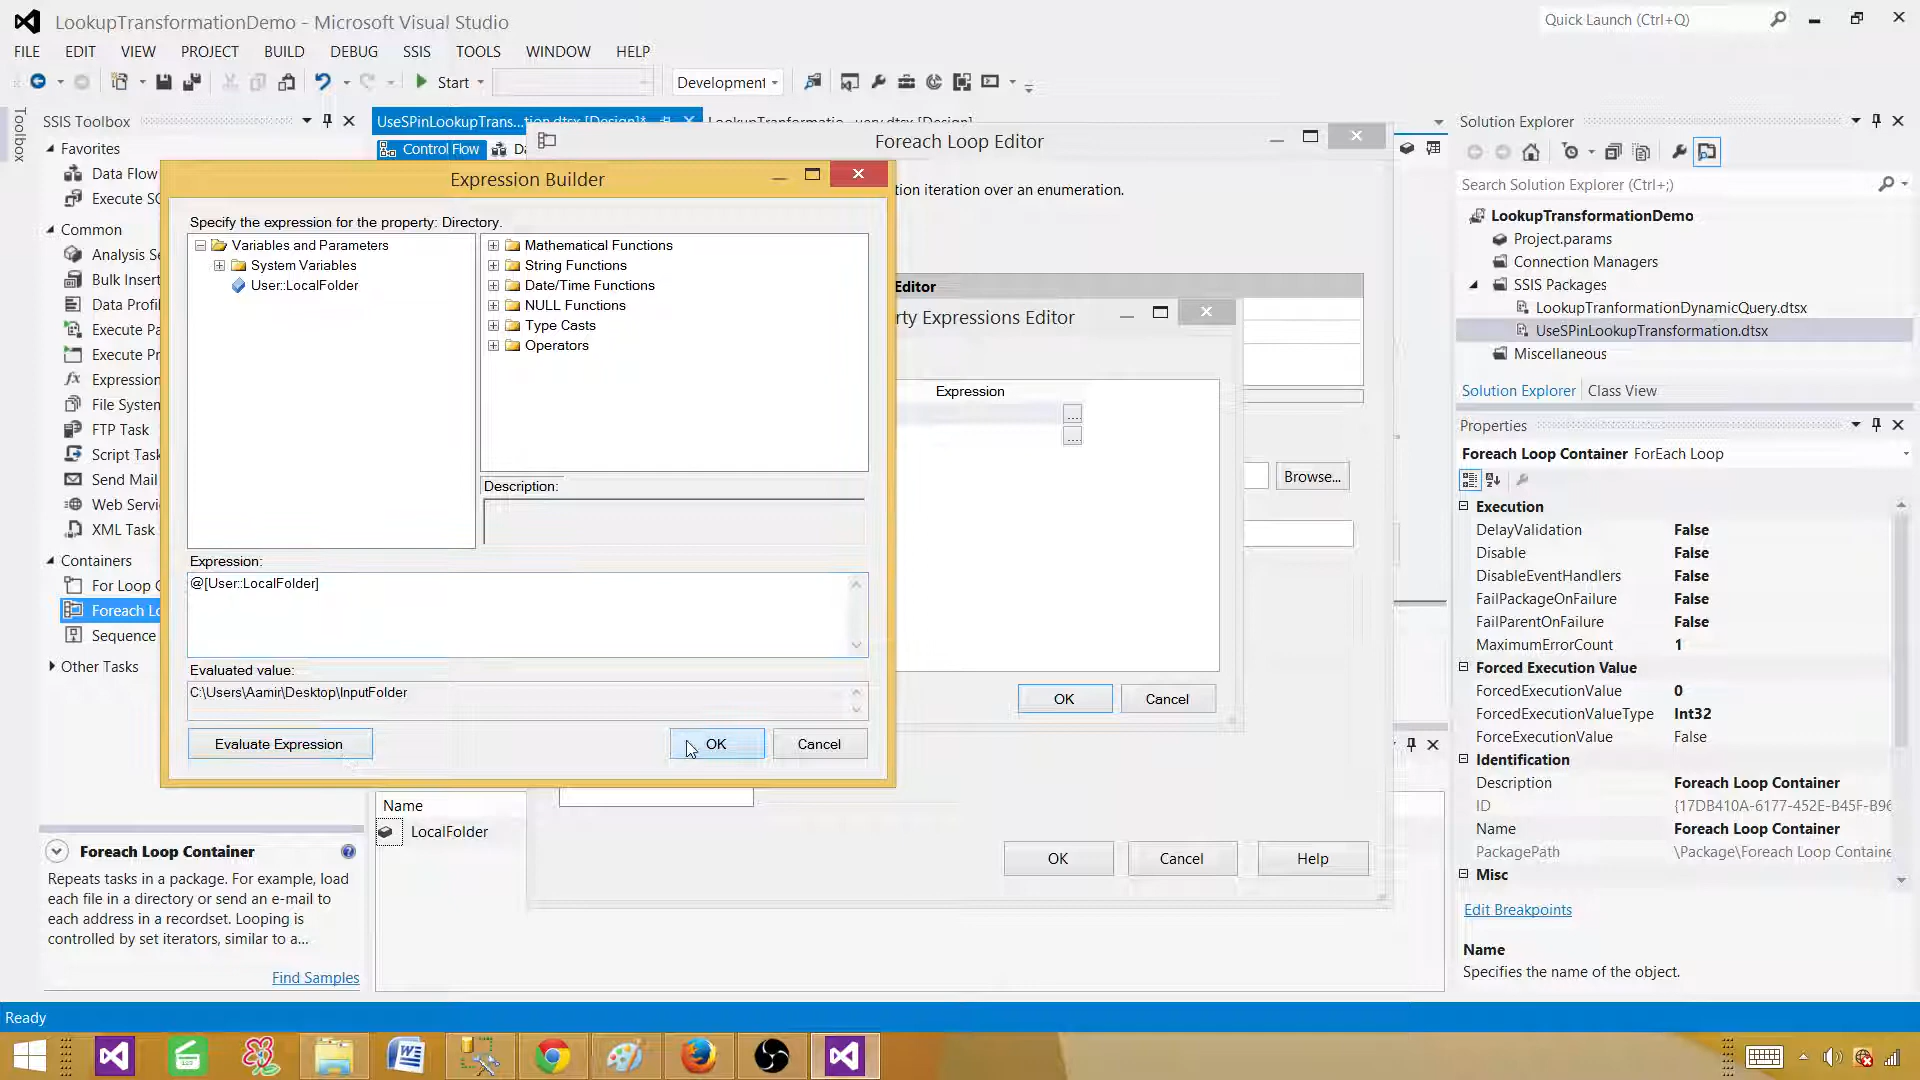 LookupTransformationDemo - Microsoft Visual Studio
Quick Launch (Ctrl+Q)
FILE EDIT VIEW PROJECT BUILD DEBUG SSIS TOOLS WINDOW HELP
Start
Development
Toolbox
SSIS Toolbox
Favorites
Data Flow
Execute
Common
Analysis
Bulk Insert
Data
Execute
Execute
Expression
File System
FTP Task
Script Task
Send Mail
Web
XML Task
Containers
For Loop
Foreach
Sequence
Other Tasks
Foreach Loop Container
Repeats tasks in a package. For example, load
each file in a directory or send an e-mail to
each address in a recordset. Looping is
controlled by set iterators, similar to a...
Find Samples
Control Flow
Foreach Loop Editor
iteration over an enumeration.
Editor
Expressions Editor
Expression
...
...
Browse...
OK Cancel
OK Cancel Help
Expression Builder
Specify the expression for the property: Directory.
Variables and Parameters
System Variables
User::LocalFolder
Mathematical Functions
String Functions
Date/Time Functions
NULL Functions
Type Casts
Operators
Description:
Expression:
@[User::LocalFolder]
Evaluated value:
C:\Users\Aamir\Desktop\InputFolder
Evaluate Expression OK Cancel
Name
LocalFolder
Solution Explorer
Search Solution Explorer (Ctrl+;)
LookupTransformationDemo
Project.params
Connection Managers
SSIS Packages
LookupTranformationDynamicQuery.dtsx
UseSPinLookupTransformation.dtsx
Miscellaneous
Solution Explorer Class View
Properties
Foreach Loop Container ForEach Loop
Execution
DelayValidation False
Disable False
DisableEventHandlers False
FailPackageOnFailure False
FailParentOnFailure False
MaximumErrorCount 1
Forced Execution Value
ForcedExecutionValue 0
ForcedExecutionValueType Int32
ForceExecutionValue False
Identification
Description Foreach Loop Container
ID {17DB410A-6177-452E-B45F-B96
Name Foreach Loop Container
PackagePath \Package\Foreach Loop Containe
Misc
Edit Breakpoints
Name
Specifies the name of the object.
Ready